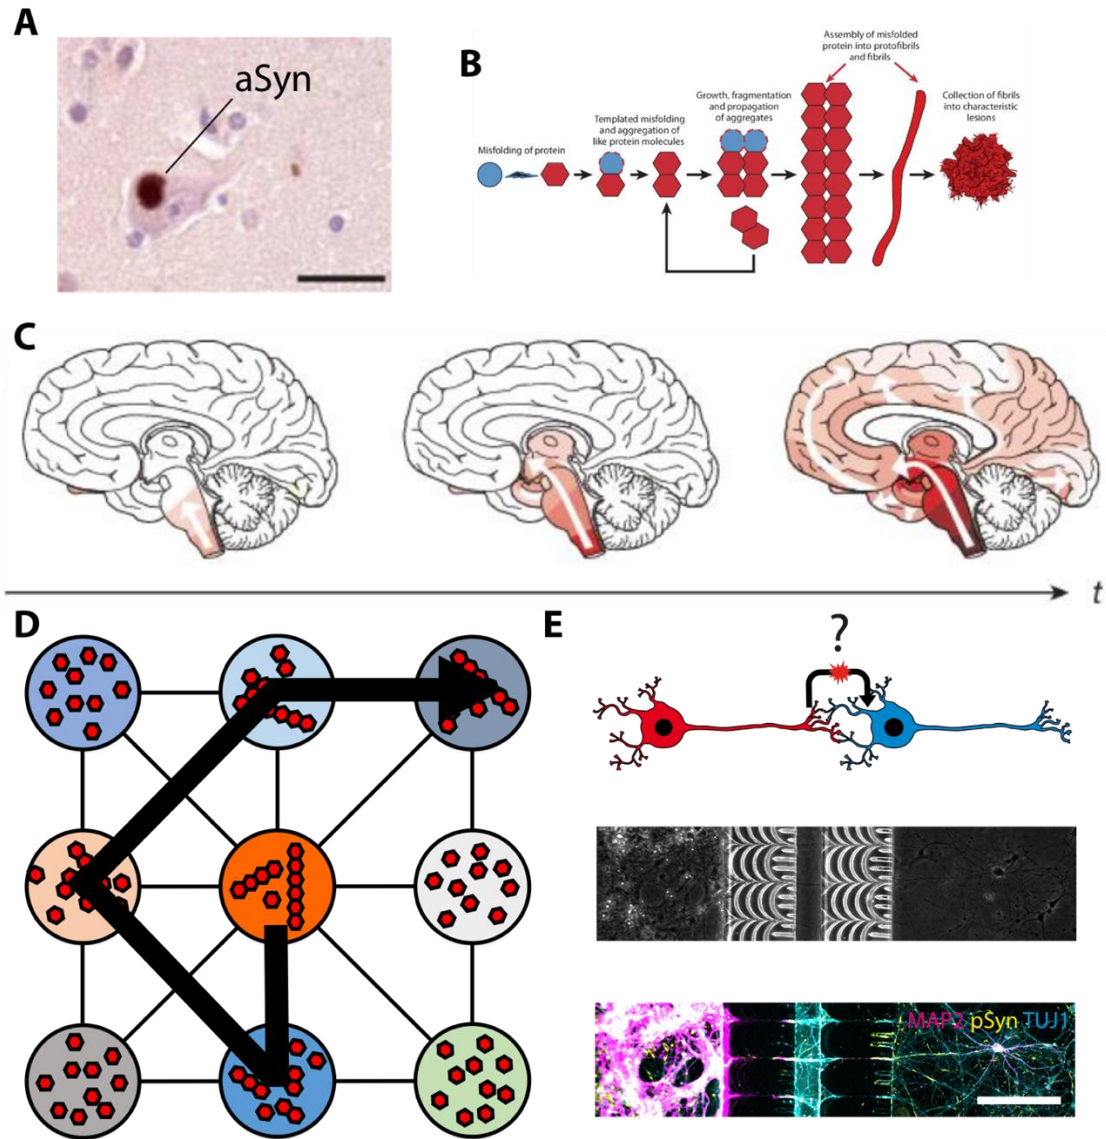 A
aSyn
B
Misfolding of protein
Templated misfolding
and aggregation of
like protein molecules
Growth, fragmentation
and propagation
of aggregates
Assembly of misfolded
protein into protofibrils
and fibrils
Collection of fibrils
into characteristic
lesions
C
t
D
E
?
MAP2 pSyn TUJ1